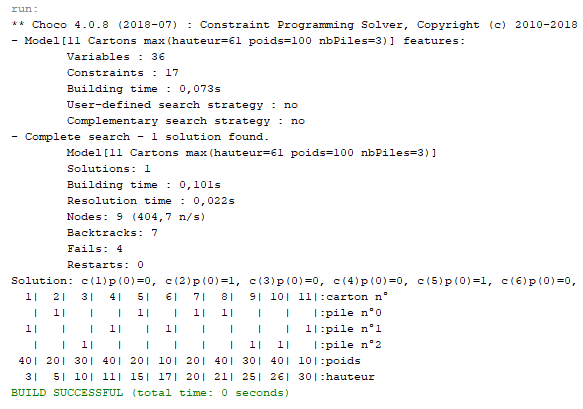 run:
** Choco 4.0.8 (2018-07) : Constraint Programming Solver, Copyright (c) 2010-2018
- Model[11 Cartons max(hauteur=61 poids=100 nbPiles=3)] features:
Variables : 36
Constraints : 17
Building time : 0,073s
User-defined search strategy : no
Complementary search strategy : no
- Complete search - 1 solution found.
Model[11 Cartons max(hauteur=61 poids=100 nbPiles=3)]
Solutions: 1
Building time : 0,101s
Resolution time : 0,022s
Nodes: 9 (404,7 n/s)
Backtracks: 7
Fails: 4
Restarts: 0
Solution: c(1)p(0)=0, c(2)p(0)=1, c(3)p(0)=0, c(4)p(0)=0, c(5)p(0)=1, c(6)p(0)=0,
1| 2| 3| 4| 5| 6| 7| 8| 9| 10| 11|:carton n°
| 1| | | 1| | 1| 1| | | |:pile n°0
1| | | 1| | 1| | | | | 1|:pile n°1
| | 1| | | | | | 1| 1| |:pile n°2
40| 20| 30| 40| 20| 10| 20| 40| 30| 40| 10|:poids
3| 5| 10| 11| 15| 17| 20| 21| 25| 26| 30|:hauteur
BUILD SUCCESSFUL (total time: 0 seconds)